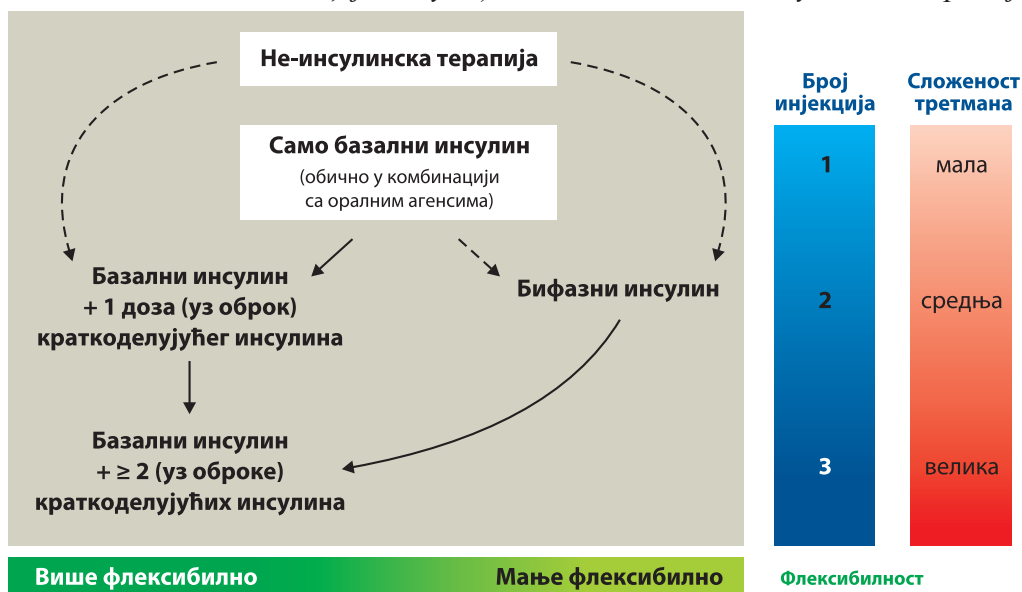 Не-инсулинска терапија
Само базални инсулин
(обично у комбинацији
са оралним агенсима)
Базални инсулин
+ 1 доза (уз оброк)
краткоделујућег инсулина
Бифазни инсулин
Базални инсулин
+ ≥ 2 (уз оброке)
краткоделујућих инсулина
Број
инјекција
1
2
3
Сложеност
третмана
мала
средња
велика
Више флексибилно
Мање флексибилно
Флексибилност